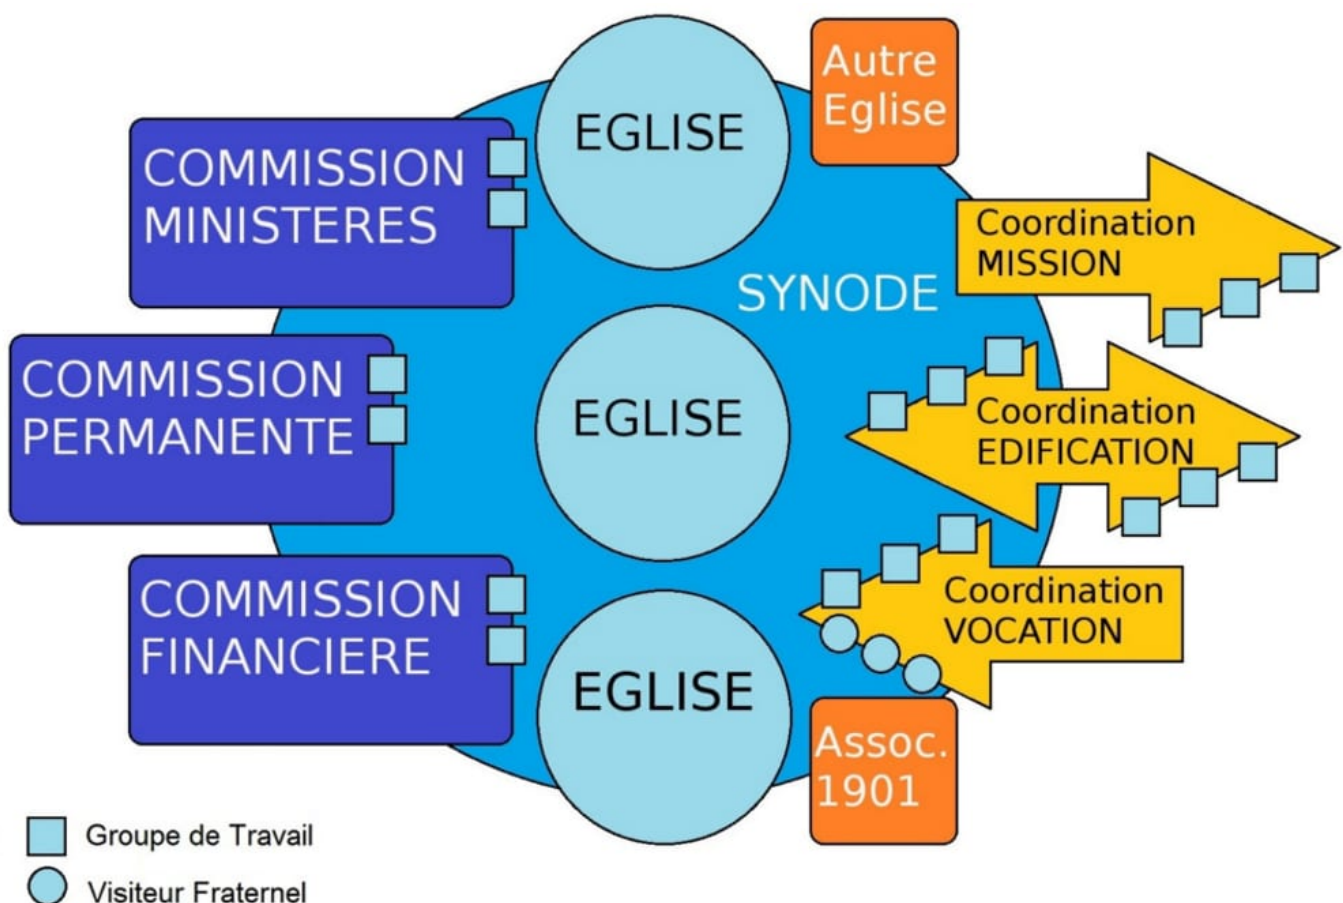 EGLISE
Autre
Eglise
COMMISSION
MINISTERES
Coordination
MISSION
SYNODE
COMMISSION
PERMANENTE
EGLISE
Coordination
EDIFICATION
COMMISSION
FINANCIERE
EGLISE
Coordination
VOCATION
Assoc.
1901
Groupe de Travail
Visiteur Fraternel